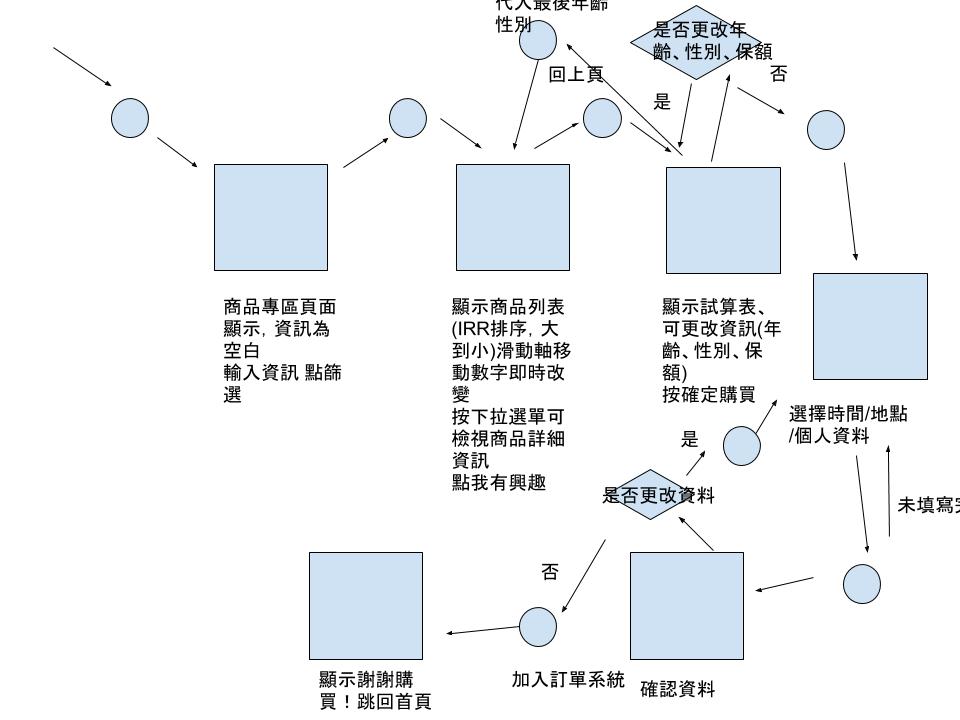 代入最後年齡
性別
是否更改年
齡、性別、保額
回上頁
否
是
商品專區頁面
顯示，資訊為
空白
輸入資訊 點篩
選
顯示商品列表
(IRR排序，大
到小)滑動軸移
動數字即時改
變
按下拉選單可
檢視商品詳細
資訊
點我有興趣
顯示試算表、
可更改資訊(年
齡、性別、保
額)
按確定購買
選擇時間/地點
/個人資料
是
是否更改資料
未填寫完
否
顯示謝謝購
買！跳回首頁
加入訂單系統
確認資料